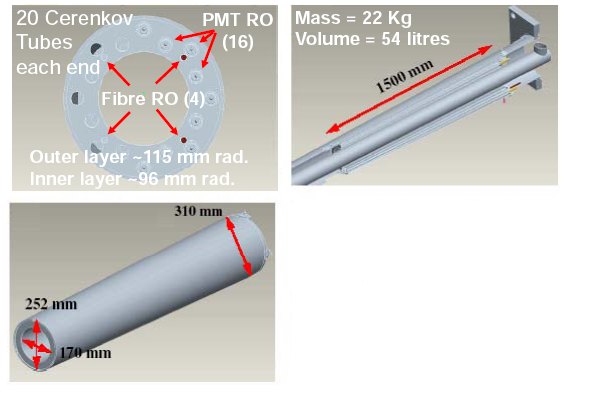 20 Cerenkov
Tubes
each end
PMT RO
(16)
Fibre RO (4)
Outer layer ~115 mm rad.
Inner layer ~96 mm rad.
Mass = 22 Kg
Volume = 54 litres
1500 mm
310 mm
252 mm
170 mm